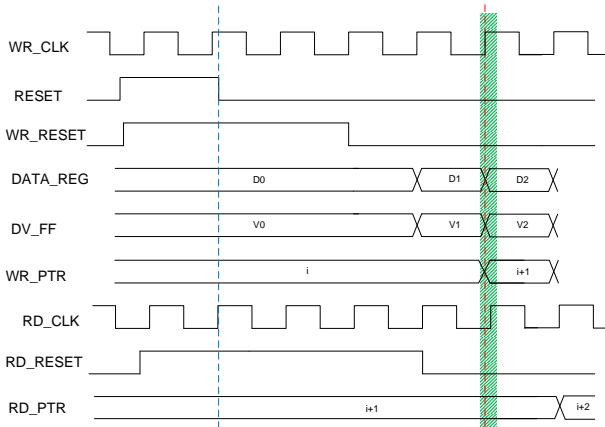 WR_CLK
RESET
WR_RESET
DATA_REG D0 D1 D2
DV_FF V0 V1 V2
WR_PTR i i+1
RD_CLK
RD_RESET
RD_PTR i+1 i+2